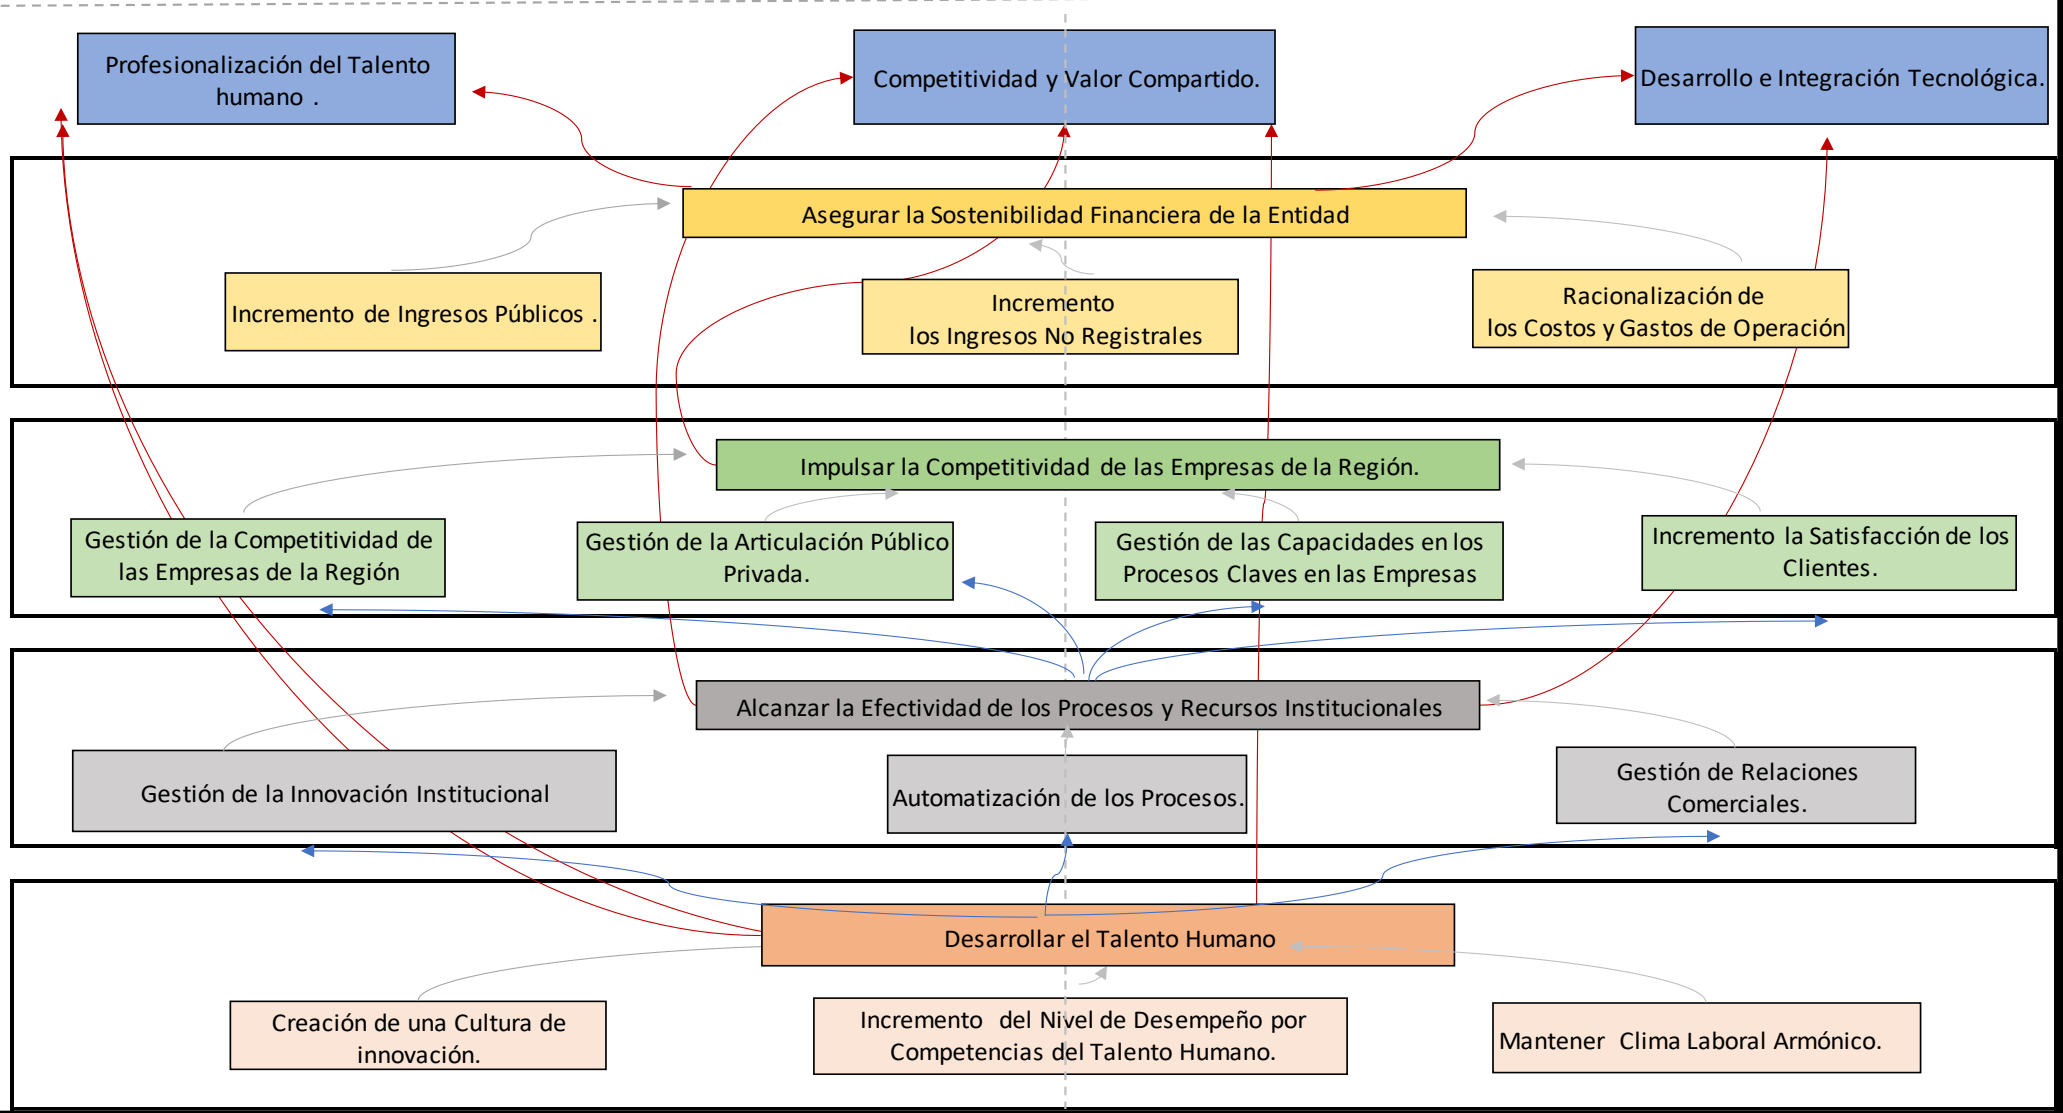 Profesionalización del Talento
humano .
Competitividad y Valor Compartido.
Desarrollo e Integración Tecnológica.
Asegurar la Sostenibilidad Financiera de la Entidad
Incremento de Ingresos Públicos .
Incremento
los Ingresos No Registrales
Racionalización de
los Costos y Gastos de Operación
Impulsar la Competitividad de las Empresas de la Región.
Gestión de la Competitividad de
las Empresas de la Región
Gestión de la Articulación Público
Privada.
Gestión de las Capacidades en los
Procesos Claves en las Empresas
Incremento la Satisfacción de los
Clientes.
Alcanzar la Efectividad de los Procesos y Recursos Institucionales
Gestión de la Innovación Institucional
Automatización de los Procesos.
Gestión de Relaciones
Comerciales.
Desarrollar el Talento Humano
Creación de una Cultura de
innovación.
Incremento del Nivel de Desempeño por
Competencias del Talento Humano.
Mantener Clima Laboral Armónico.